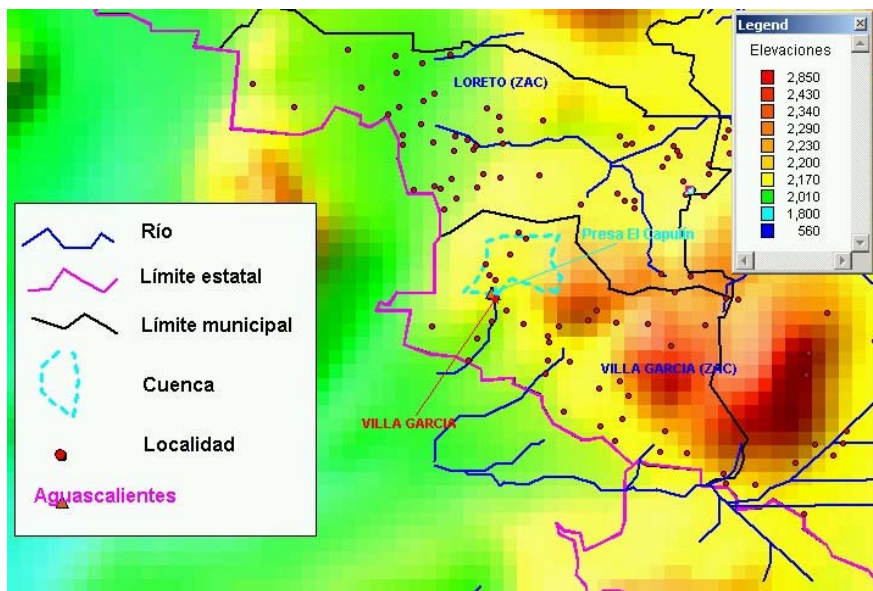 LORETO (ZAC)
Legend
Elevaciones
2,850
2,430
2,340
2,290
2,230
2,200
2,170
2,010
1,800
560
Río
Límite estatal
Límite municipal
Cuenca
Localidad
Aguascalientes
Presa El Capulín
VILLA GARCIA (ZAC)
VILLA GARCIA